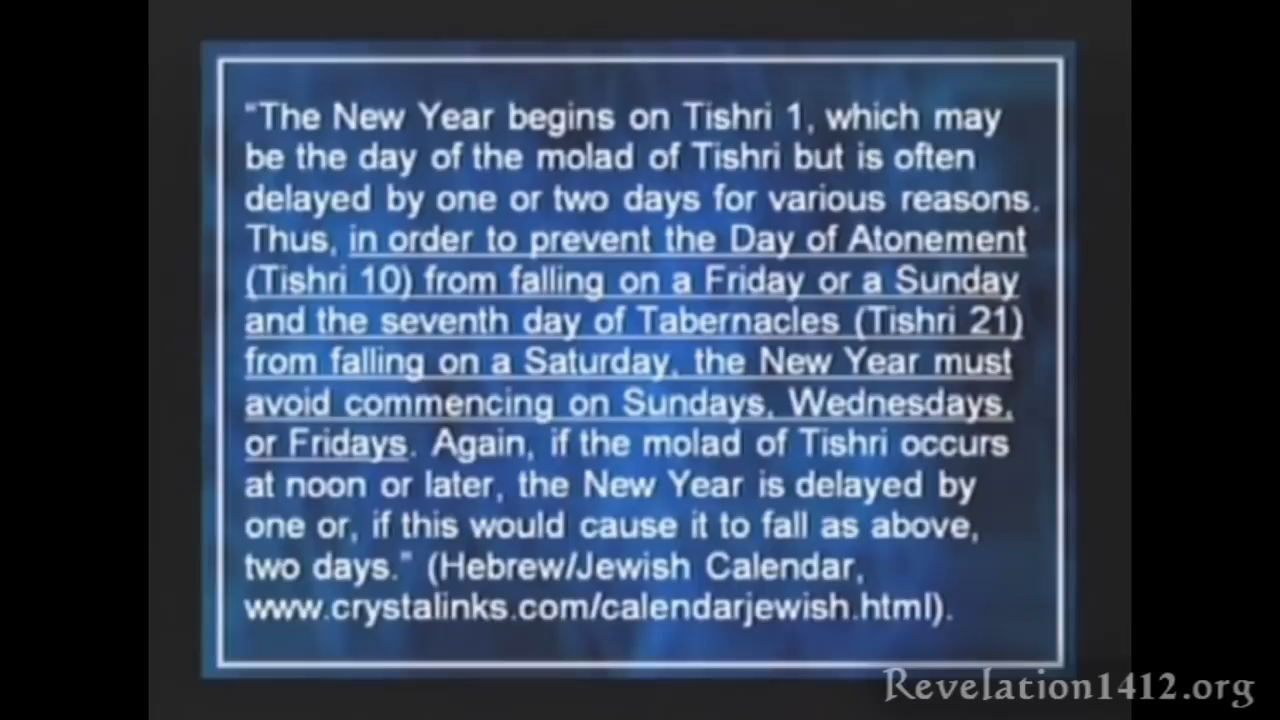 "The New Year begins on Tishri 1, which may
be the day of the molad of Tishri but is often
delayed by one or two days for various reasons.
Thus, in order to prevent the Day of Atonement
(Tishri 10) from falling on a Friday or a Sunday
and the seventh day of Tabernacles (Tishri 21)
from falling on a Saturday, the New Year must
avoid commencing on Sundays, Wednesdays,
or Fridays. Again, if the molad of Tishri occurs
at noon or later, the New Year is delayed by
one or, if this would cause it to fall as above,
two days." (Hebrew/Jewish Calendar,
www.crystalinks.com/calendarjewish.html).
Revelation1412.org